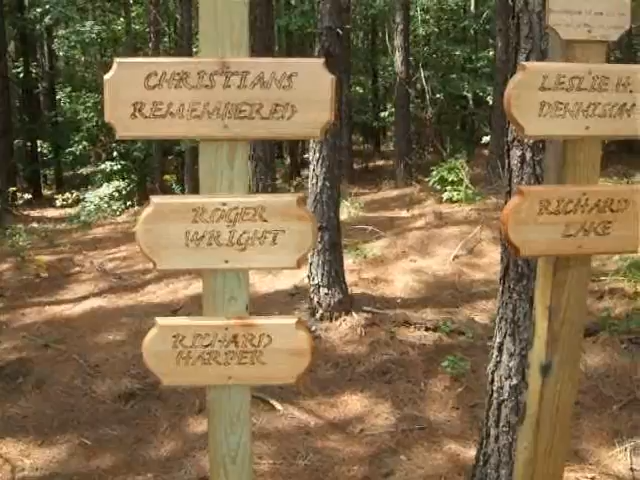 CHRISTIANS
REMEMBERED
ROGER
WRIGHT
RICHARD
HARPER
LESLIE H.
DENNISON
RICHARD
LAKE